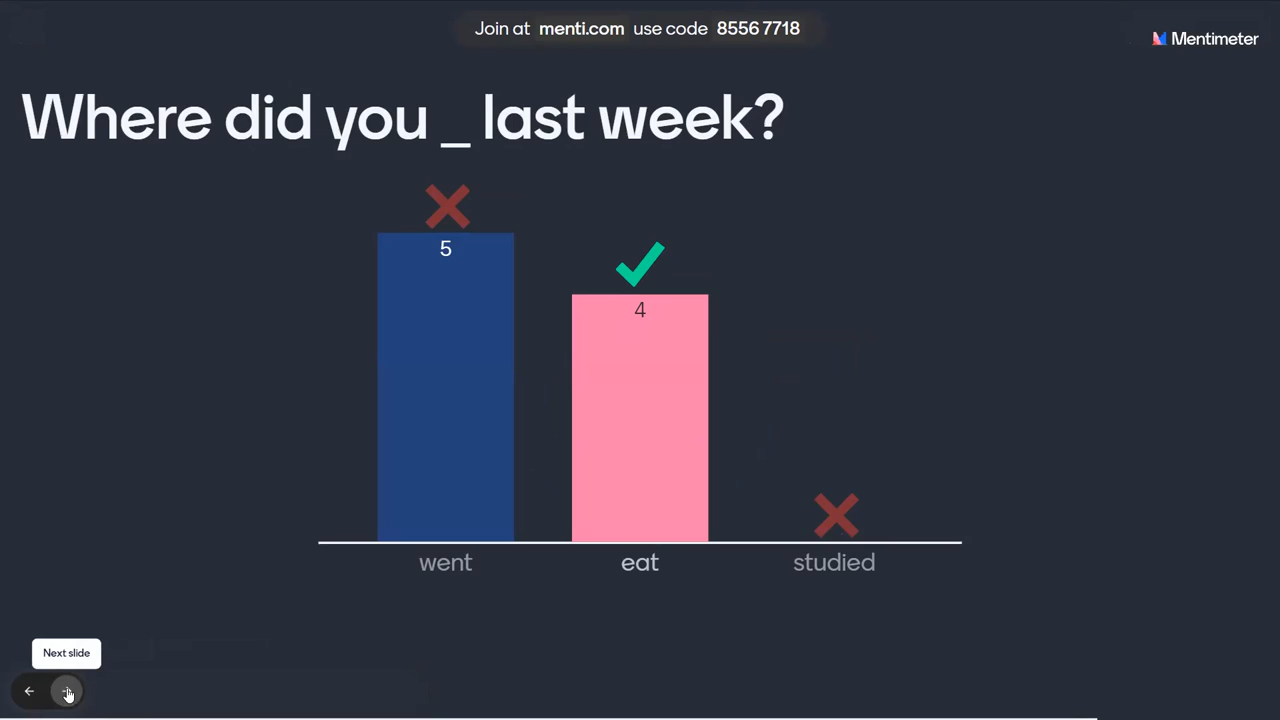 Join at menti.com use code 8556 7718
Mentimeter
Where did you _ last week?
5
4
went
eat
studied
Next slide